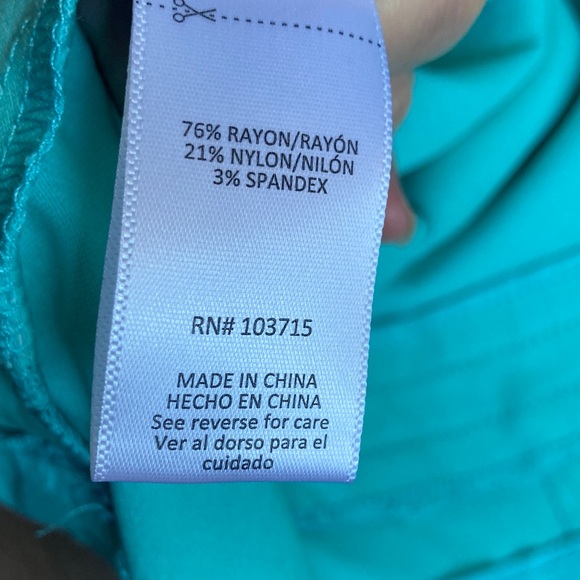 76% RAYON/RAYÓN
21% NYLON/NILÓN
3% SPANDEX
RN# 103715
MADE IN CHINA
HECHO EN CHINA
See reverse for care
Ver al dorso para el
cuidado